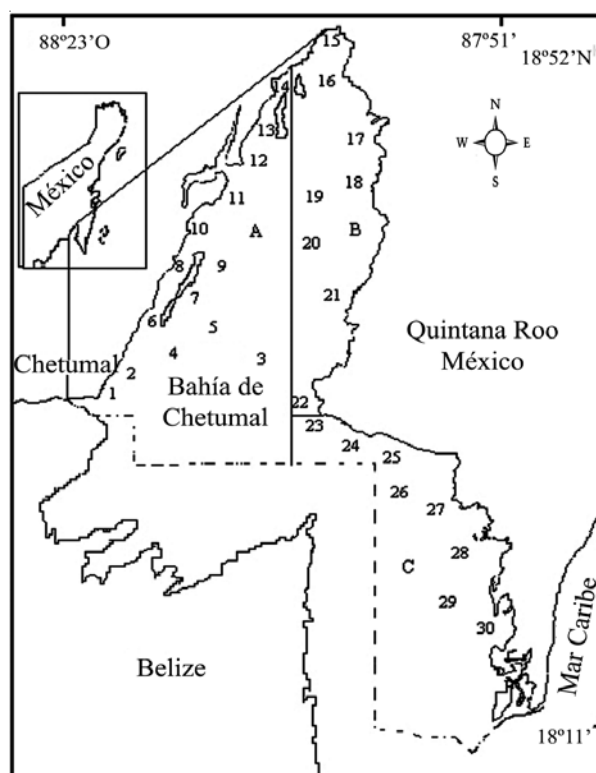 88º23'O
87º51'
18º52'N
15
14
16
N
W
E
S
México
13
17
12
18
11
19
10
A
B
20
8
9
7
21
6
5
4
3
Quintana Roo
México
Chetumal
2
1
Bahía de
Chetumal
22
23
24
25
26
27
28
C
29
30
Belize
Mar Caribe
18º11'